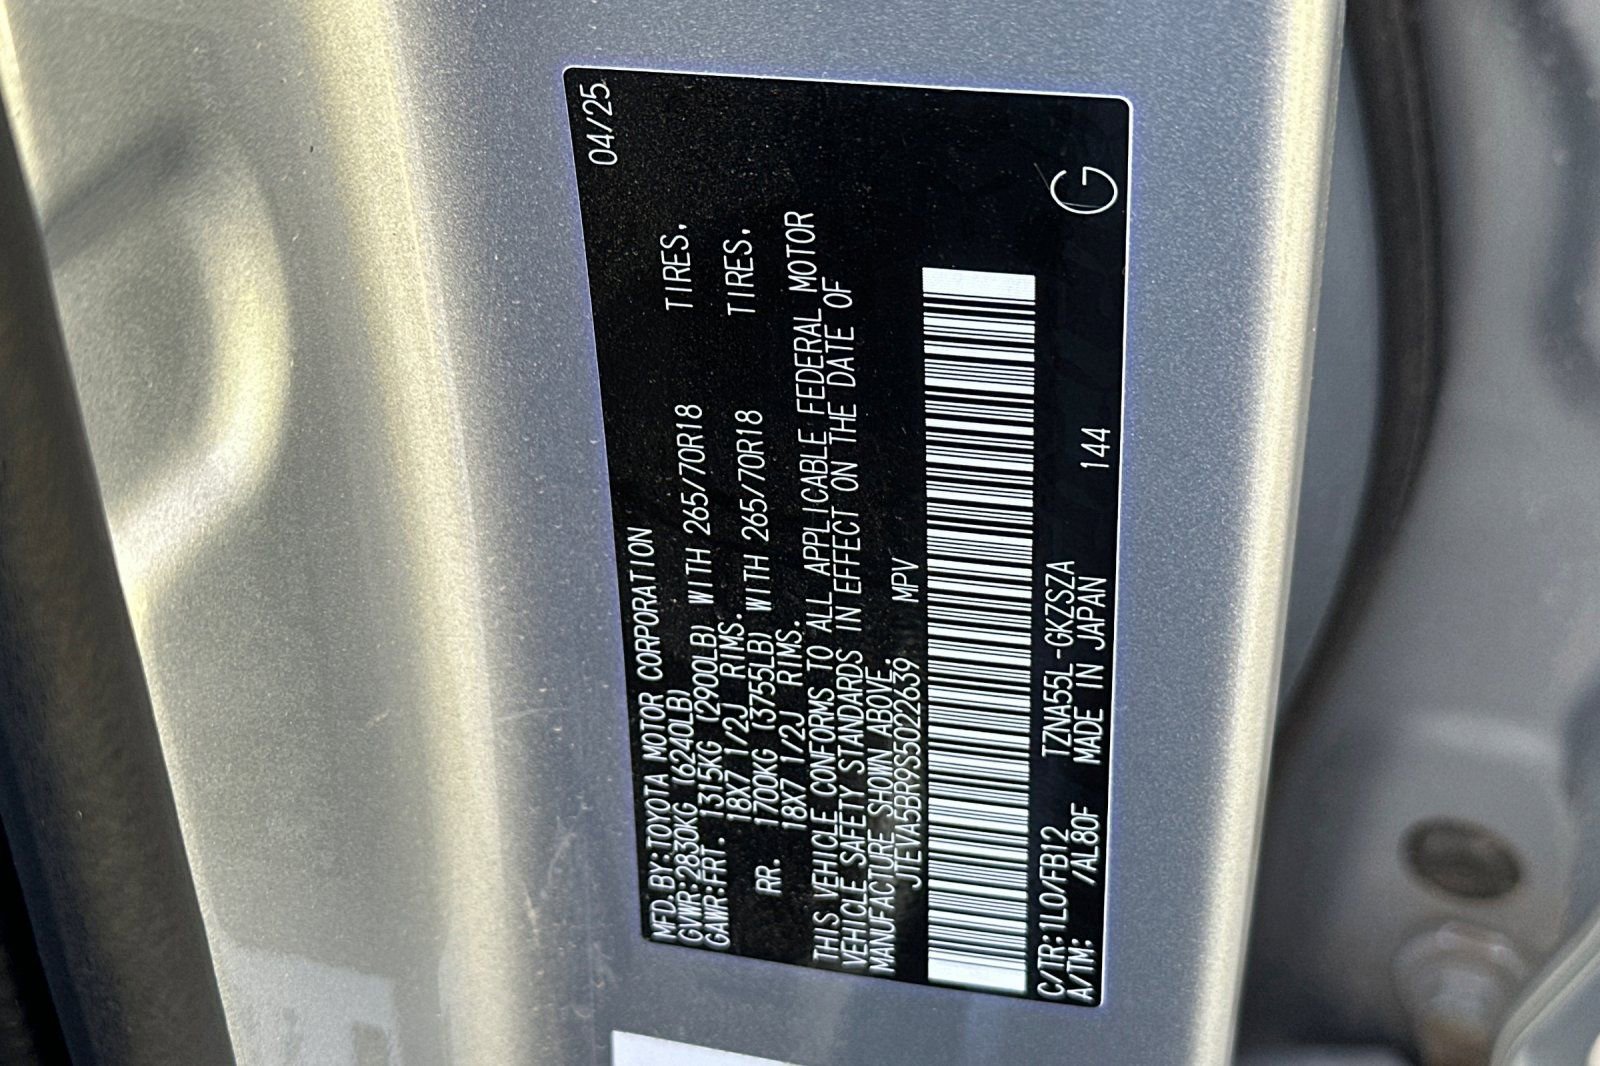 MFD.BY:TOYOTA MOTOR CORPORATION 04/25
GVWR:2830KG (6240LB)
GAWR:FRT. 1315KG (2900LB) WITH 265/70R18 TIRES,
18X7 1/2J RIMS.
RR. 1700KG (3755LB) WITH 265/70R18 TIRES,
18X7 1/2J RIMS.
THIS VEHICLE CONFORMS TO ALL APPLICABLE FEDERAL MOTOR
VEHICLE SAFETY STANDARDS IN EFFECT ON THE DATE OF
MANUFACTURE SHOWN ABOVE.
JTEVA5BR9S5022639 MPV
C/TR:1L0/FB12 TZNA55L-GKZSZA
A/TM: /AL80F MADE IN JAPAN 144 G